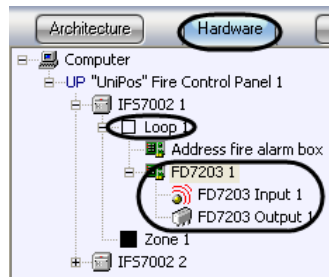 Architecture Hardware
Computer
UP "UniPos" Fire Control Panel 1
IFS7002 1
Loop 1
Address fire alarm box
FD7203 1
FD7203 Input 1
FD7203 Output 1
Zone 1
IFS7002 2